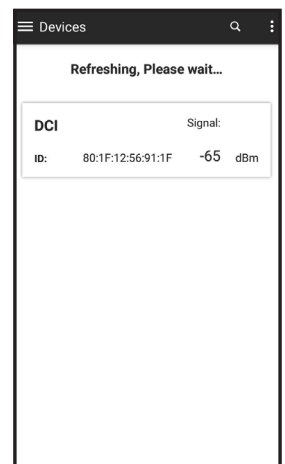 Devices
Refreshing, Please wait...
DCI Signal:
ID: 80:1F:12:56:91:1F -65 dBm